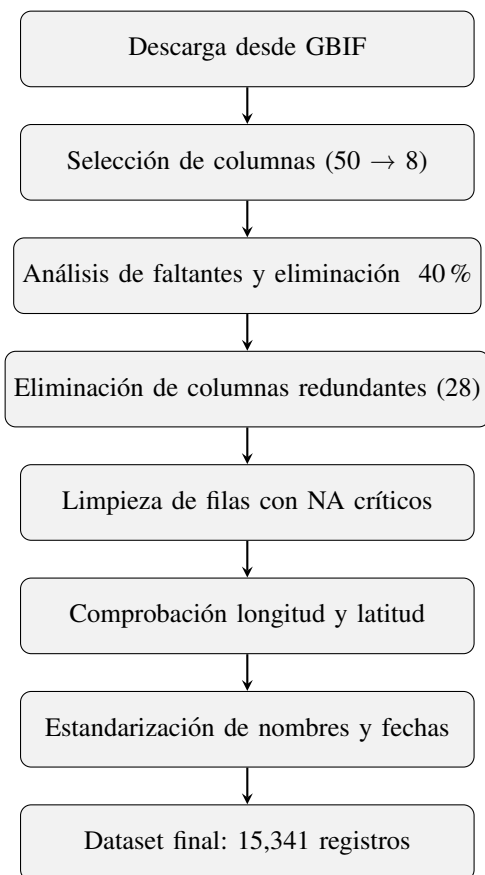 Descarga desde GBIF
Selección de columnas (50 → 8)
Análisis de faltantes y eliminación 40 %
Eliminación de columnas redundantes (28)
Limpieza de filas con NA críticos
Comprobación longitud y latitud
Estandarización de nombres y fechas
Dataset final: 15,341 registros